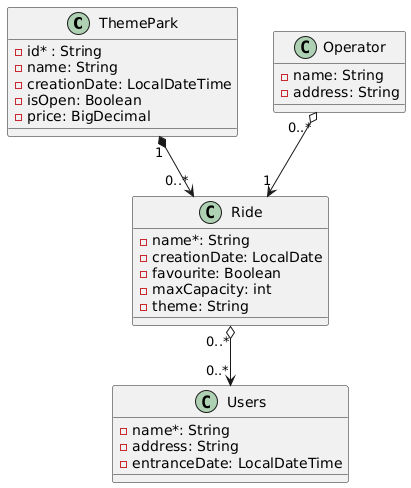 C ThemePark
id* : String
name: String
creationDate: LocalDateTime
isOpen: Boolean
price: BigDecimal
C Operator
name: String
address: String
1
0..*
0..*
1
C Ride
name*: String
creationDate: LocalDate
favourite: Boolean
maxCapacity: int
theme: String
0..*
0..*
C Users
name*: String
address: String
entranceDate: LocalDateTime